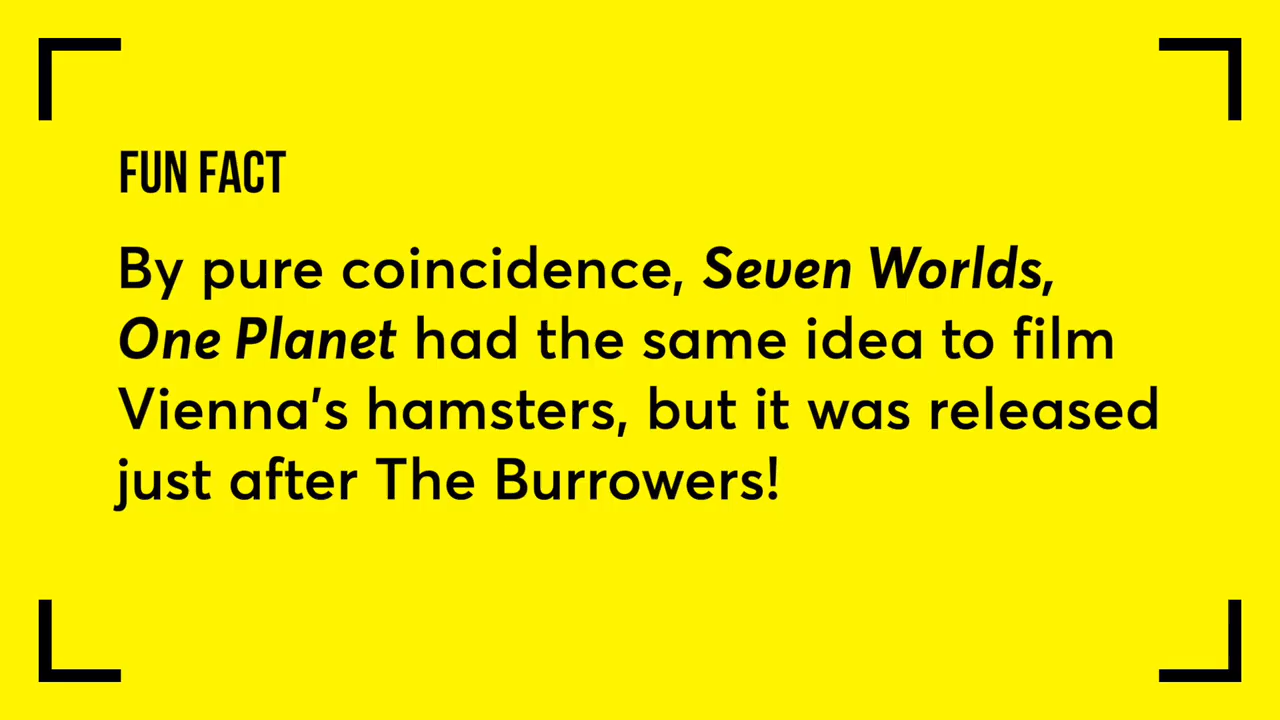 FUN FACT
By pure coincidence, Seven Worlds,
One Planet had the same idea to film
Vienna's hamsters, but it was released
just after The Burrowers!